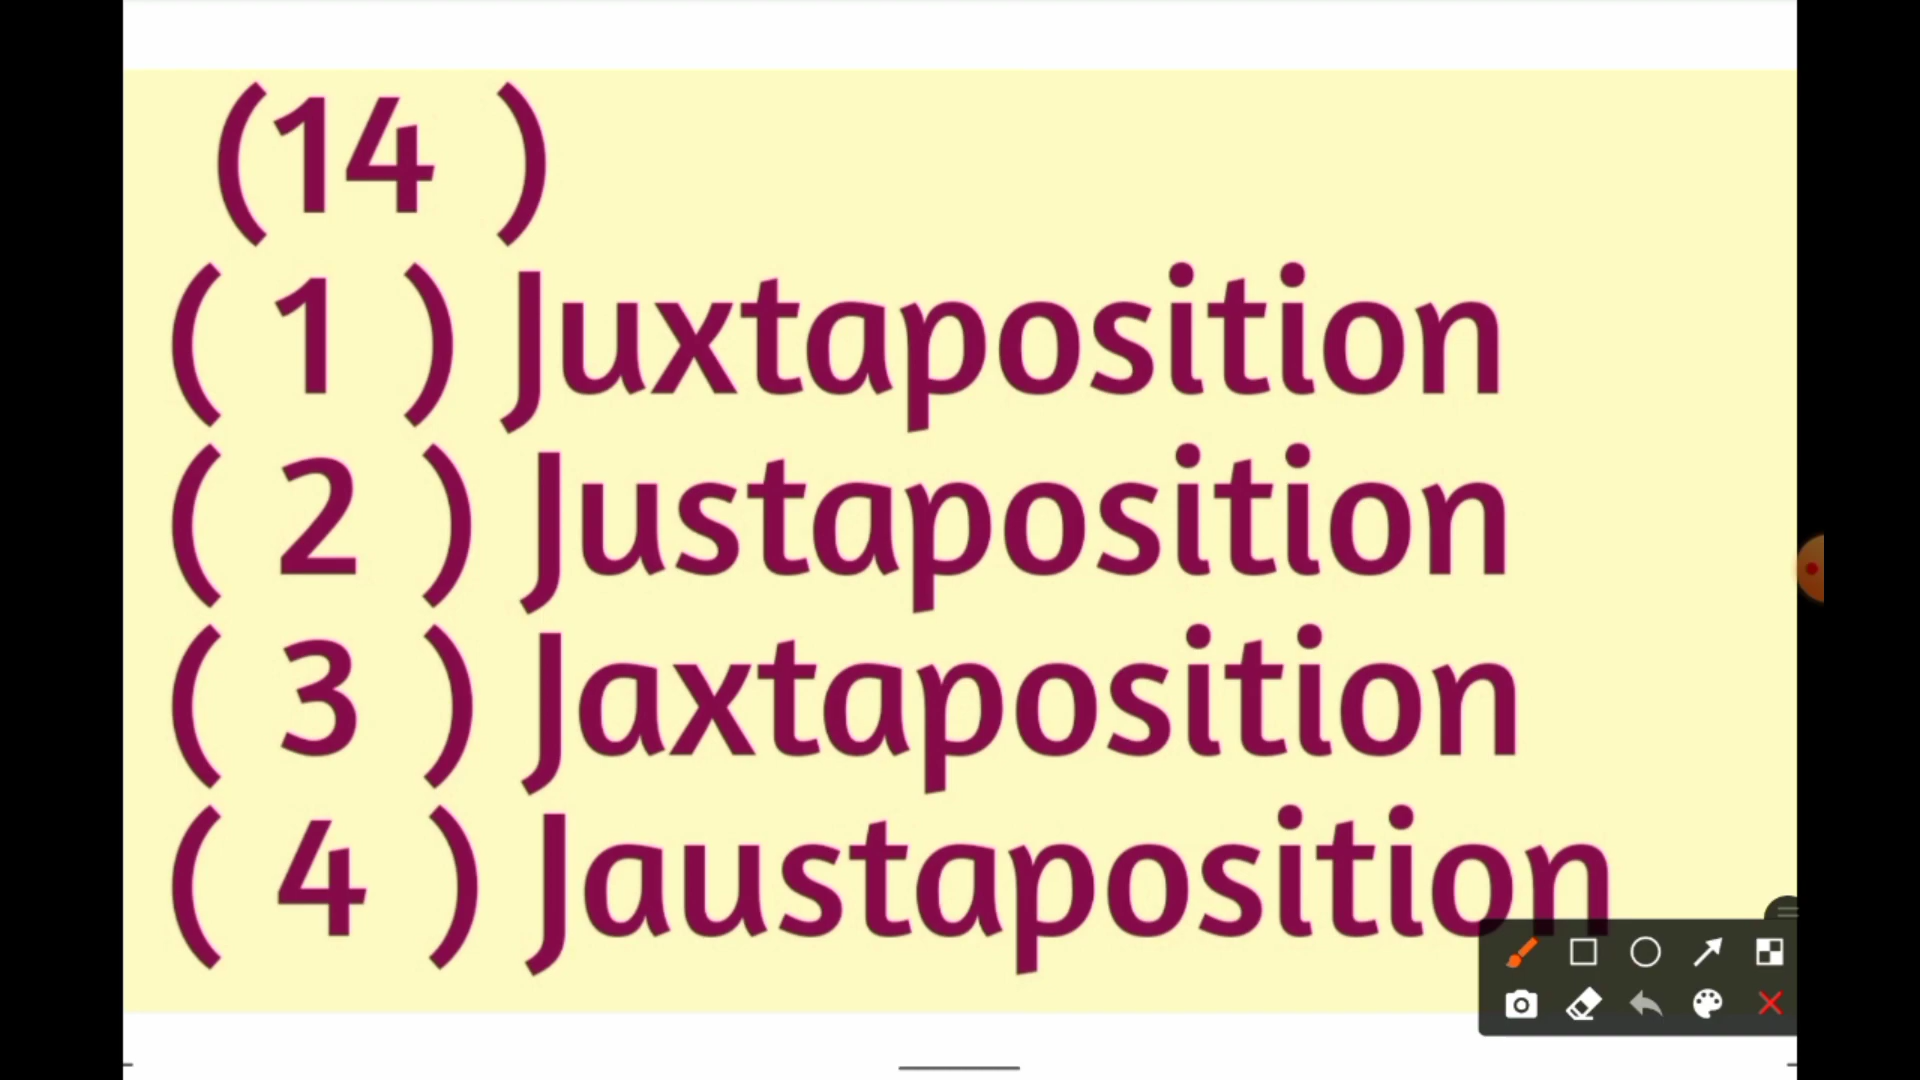 (14 )
( 1 ) Juxtaposition
( 2 ) Justaposition
( 3 ) Jaxtaposition
( 4 ) Jaustaposition